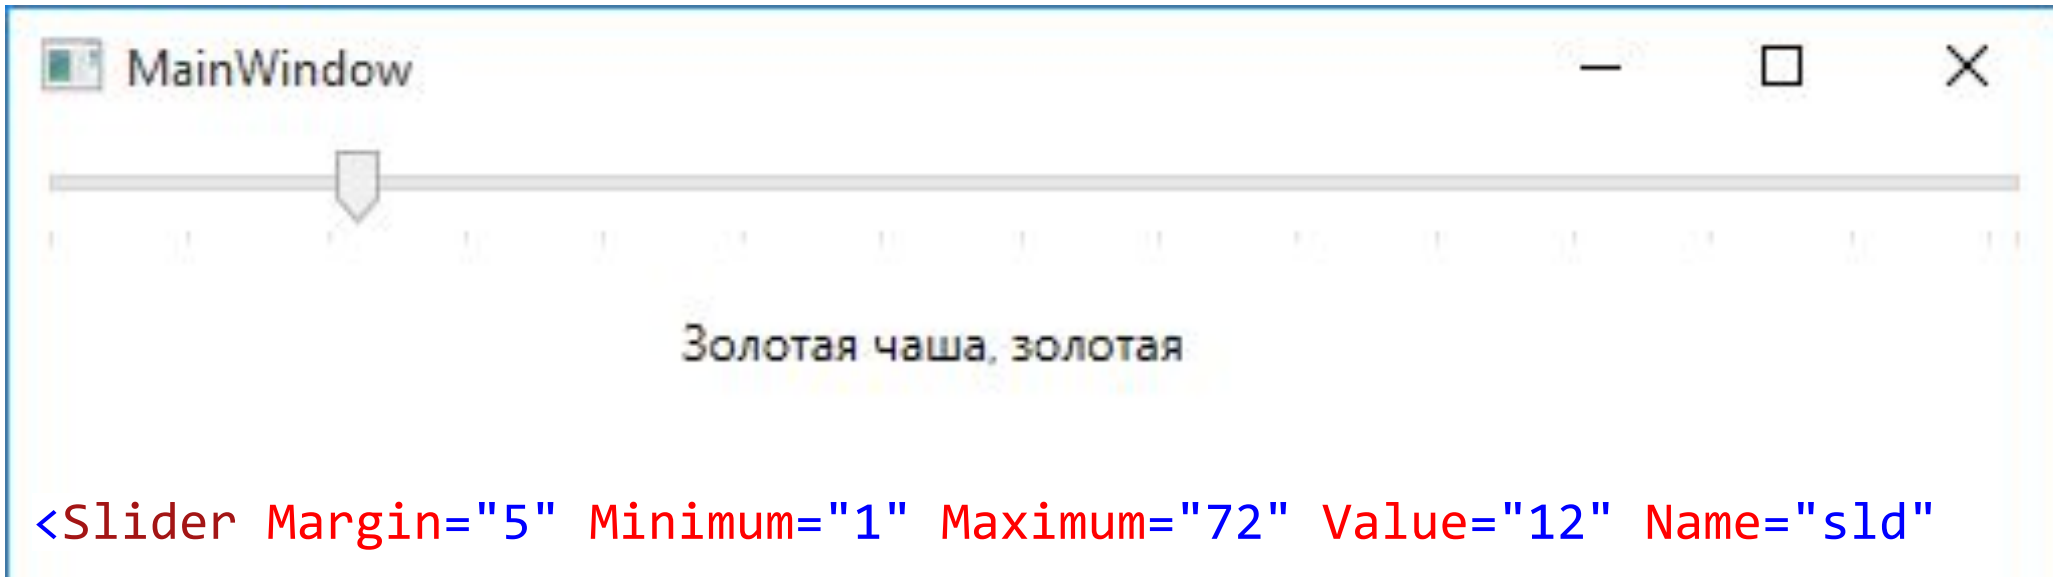 MainWindow
Золотая чаша, золотая
<Slider Margin="5" Minimum="1" Maximum="72" Value="12" Name="sld"